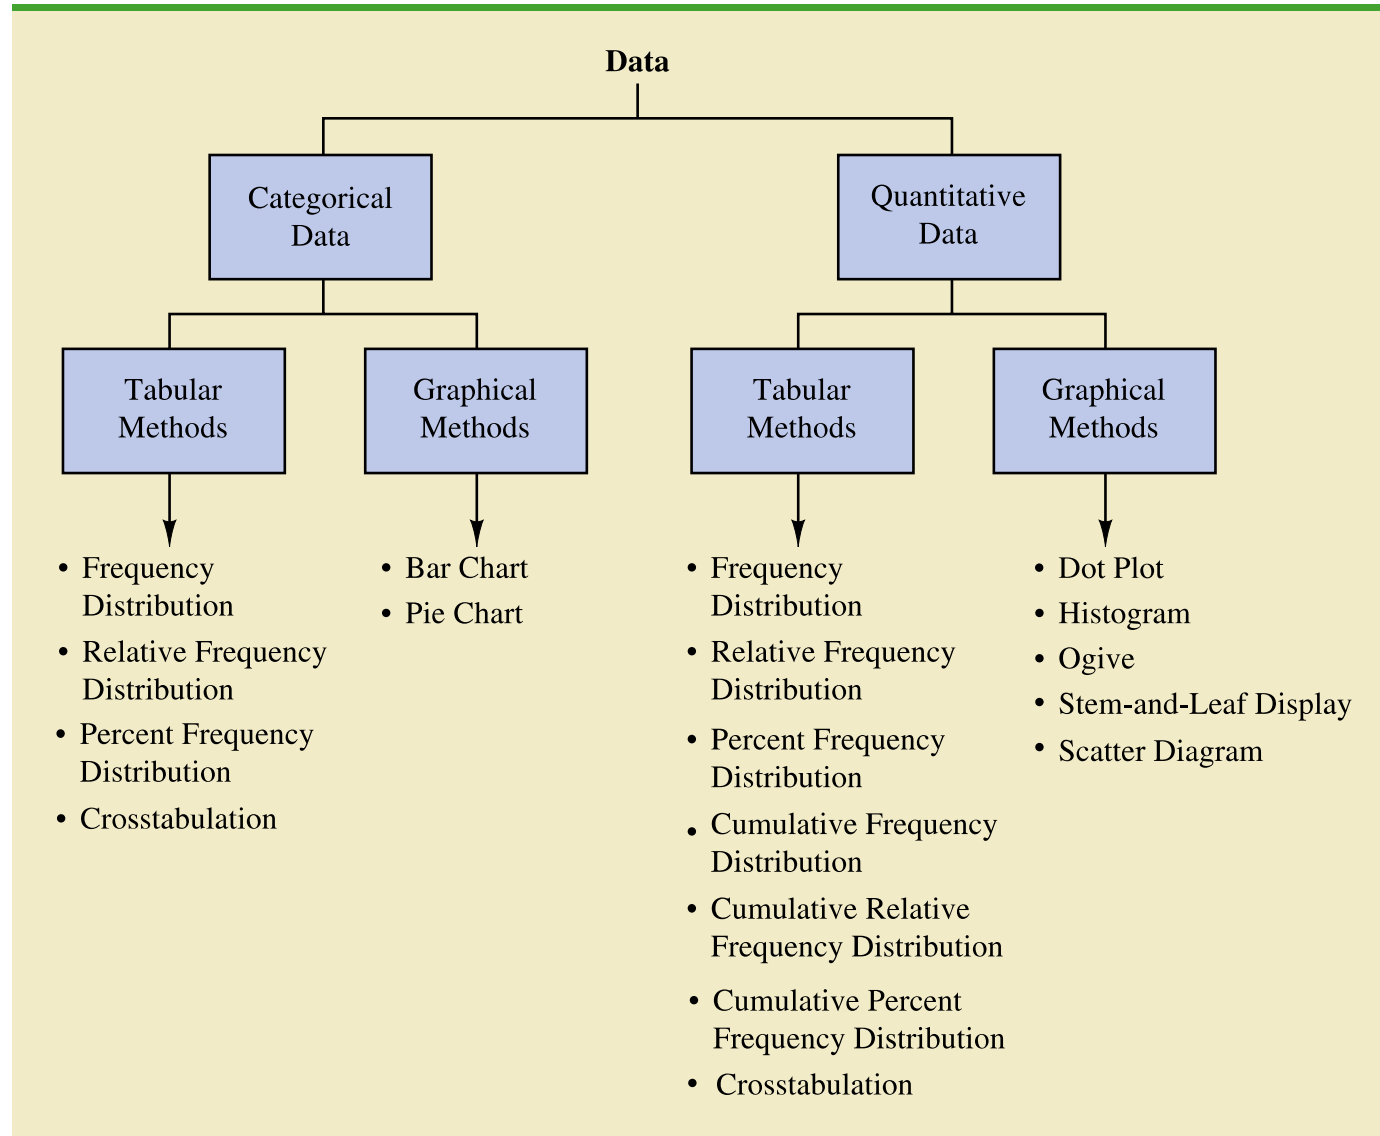 Data
Categorical
Data
Quantitative
Data
Tabular
Methods
Graphical
Methods
Tabular
Methods
Graphical
Methods
• Frequency
Distribution
• Relative Frequency
Distribution
• Percent Frequency
Distribution
• Crosstabulation
• Bar Chart
• Pie Chart
• Frequency
Distribution
• Relative Frequency
Distribution
• Percent Frequency
Distribution
• Cumulative Frequency
Distribution
• Cumulative Relative
Frequency Distribution
• Cumulative Percent
Frequency Distribution
• Crosstabulation
• Dot Plot
• Histogram
• Ogive
• Stem-and-Leaf Display
• Scatter Diagram